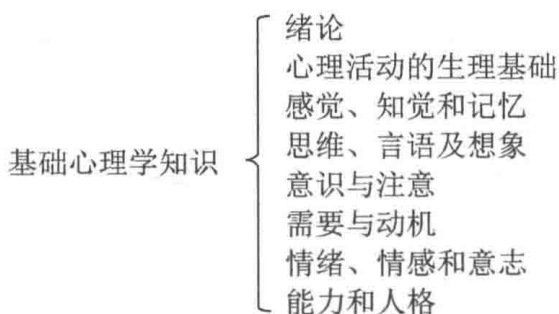 基础心理学知识
绪论
心理活动的生理基础
感觉、知觉和记忆
思维、言语及想象
意识与注意
需要与动机
情绪、情感和意志
能力和人格